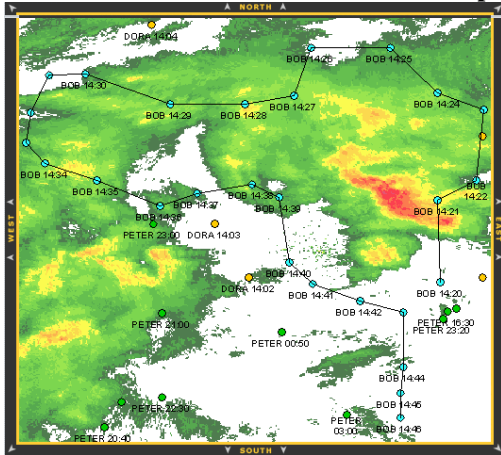 NORTH
DORA 14:04
BOB 14:26
BOB 14:25
BOB 14:30
BOB 14:24
BOB 14:27
BOB 14:29
BOB 14:28
BOB 14:34
BOB 14:35
BOB
14:22
BOB 14:38
BOB 14:37
BOB 14:39
BOB 14:36
BOB 14:21
PETER 23:00
DORA 14:03
WEST
EAST
BOB 14:40
DORA 14:02
BOB 14:41
BOB 14:20
BOB 14:42
PETER 21:00
PETER 16:30
PETER 23:20
PETER 00:50
BOB 14:44
PETER 22:30
BOB 14:45
PETER
03:00
BOB 14:46
PETER 20:40
SOUTH